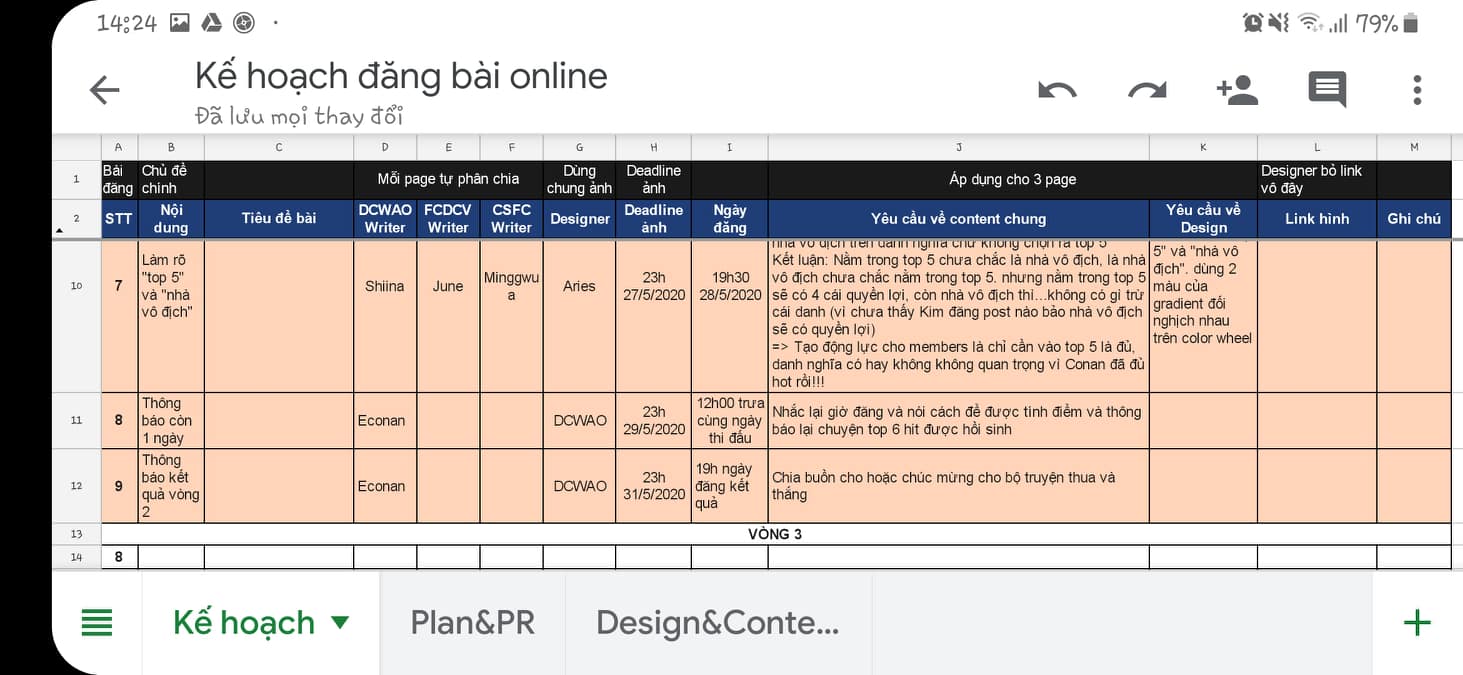 14:24
79%
Kế hoạch đăng bài online
Đã lưu mọi thay đổi
A B C D E F G H I J K L M
1
Bài đăng
Chủ đề chính
Mỗi page tự phân chia
Dùng chung ảnh
Deadline ảnh
Áp dụng cho 3 page
Designer bỏ link vô đây
2
STT
Nội dung
Tiêu đề bài
DCWAO Writer
FCDCV Writer
CSFC Writer
Designer
Deadline ảnh
Ngày đăng
Yêu cầu về content chung
Yêu cầu về Design
Link hình
Ghi chú
10
7
Làm rõ
"top 5"
và "nhà
vô địch"
Shiina
June
Minggwu
a
Aries
23h
27/5/2020
19h30
28/5/2020
nhà vô địch trên danh nghĩa chứ không chọn ra top 5
Kết luận: Nằm trong top 5 chưa chắc là nhà vô địch, là nhà
vô địch chưa chắc nằm trong top 5. nhưng nằm trong top 5
sẽ có 4 cái quyền lợi, còn nhà vô địch thì...không có gì trừ
cái danh (vì chưa thấy Kim đăng post nào bảo nhà vô địch
sẽ có quyền lợi)
=> Tạo động lực cho members là chỉ cần vào top 5 là đủ,
danh nghĩa có hay không không quan trọng vì Conan đã đủ
hot rồi!!!
5" và "nhà vô
địch". dùng 2
màu của
gradient đối
nghịch nhau
trên color wheel
11
8
Thông
báo còn
1 ngày
Econan
DCWAO
23h
29/5/2020
12h00 trưa
cùng ngày
thi đấu
Nhắc lại giờ đăng và nói cách để được tính điểm và thông
báo lại chuyện top 6 hit được hồi sinh
12
9
Thông
báo kết
quả vòng
2
Econan
DCWAO
23h
31/5/2020
19h ngày
đăng kết
quả
Chia buồn cho hoặc chúc mừng cho bộ truyện thua và
thắng
13
VÒNG 3
14
8
Kế hoạch
Plan&PR
Design&Conte...